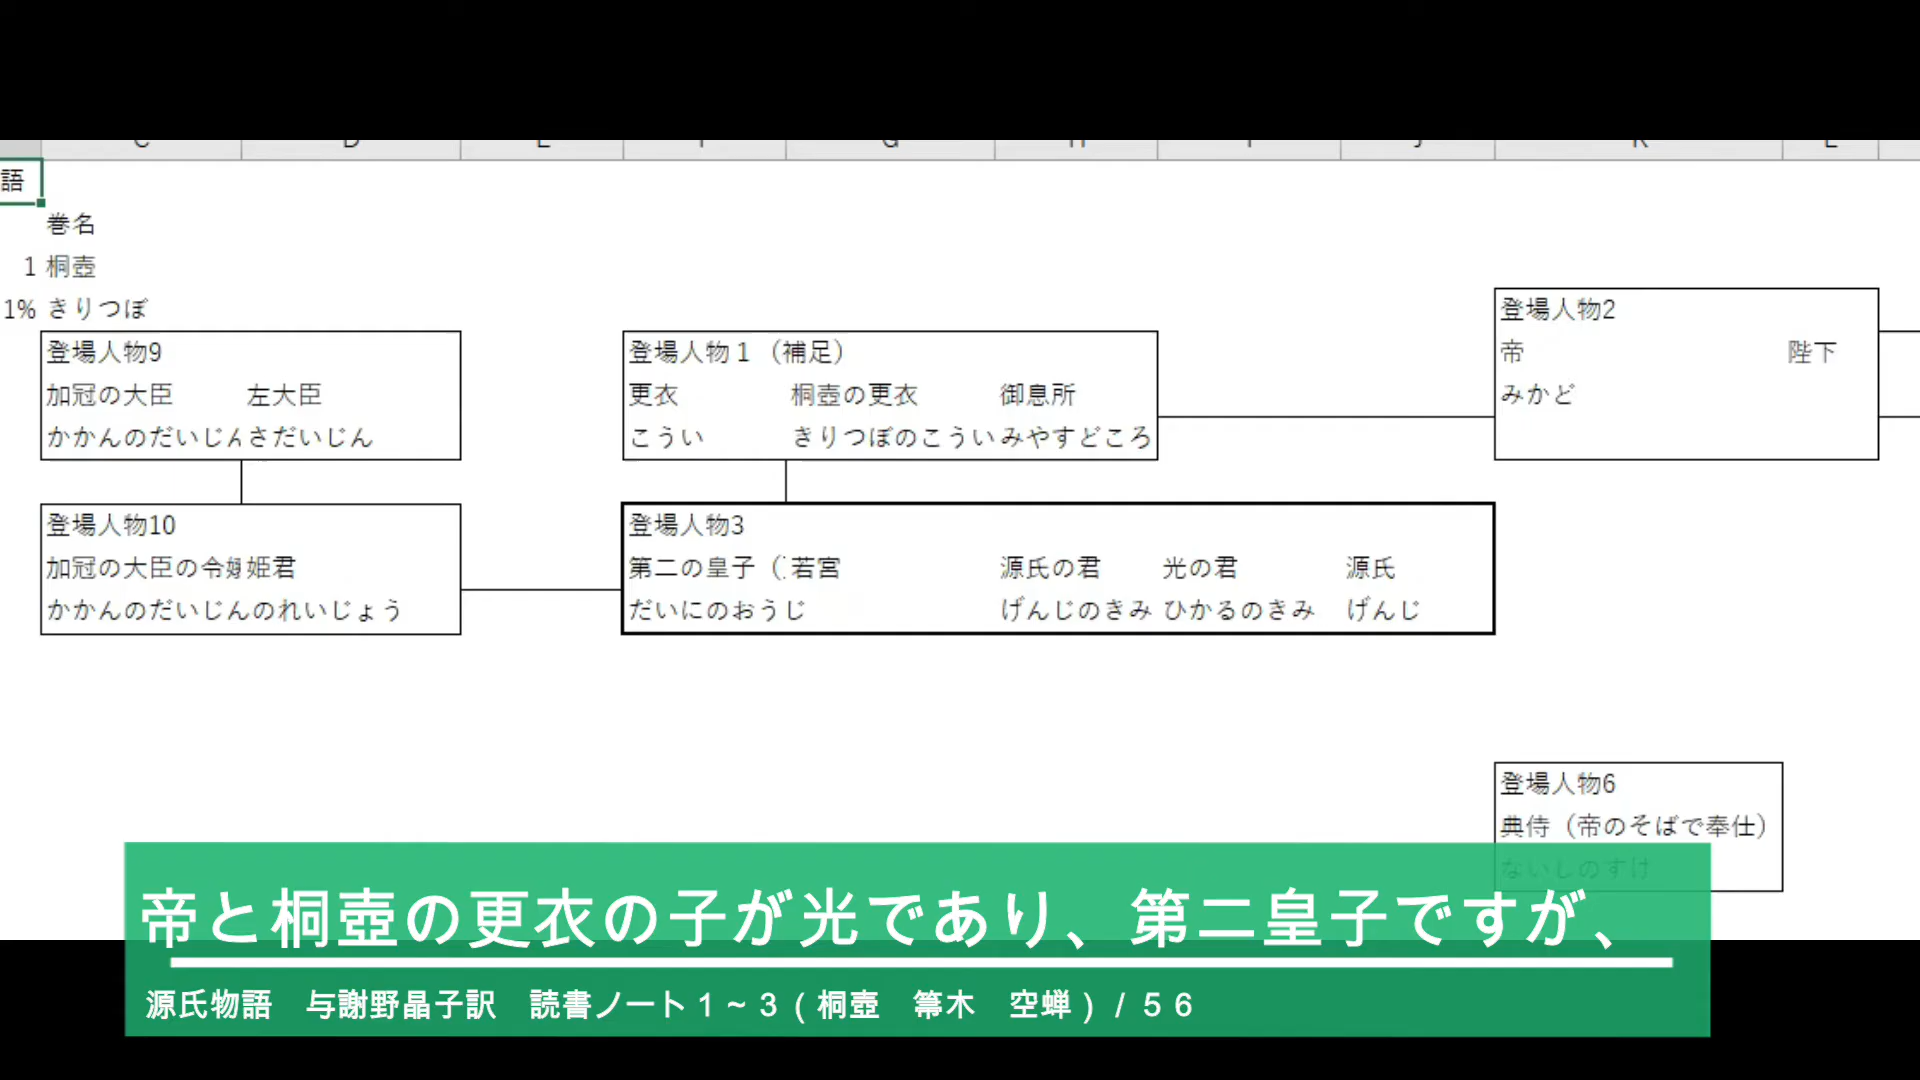 語
巻名
1 桐壺
1% きりつぼ
登場人物9
加冠の大臣 左大臣
かかんのだいじん さだいじん
登場人物１（補足）
更衣 桐壺の更衣 御息所
こうい きりつぼのこうい みやすどころ
登場人物2
帝 陛下
みかど
登場人物10
加冠の大臣の令 姫君
かかんのだいじんのれいじょう
登場人物3
第二の皇子（ 若宮 源氏の君 光の君 源氏
だいにのおうじ げんじのきみ ひかるのきみ げんじ
登場人物6
典侍（帝のそばで奉仕）
ないしのすけ
帝と桐壺の更衣の子が光であり、第二皇子ですが、
源氏物語　与謝野晶子訳　読書ノート１～３(桐壺　箒木　空蝉)/５６